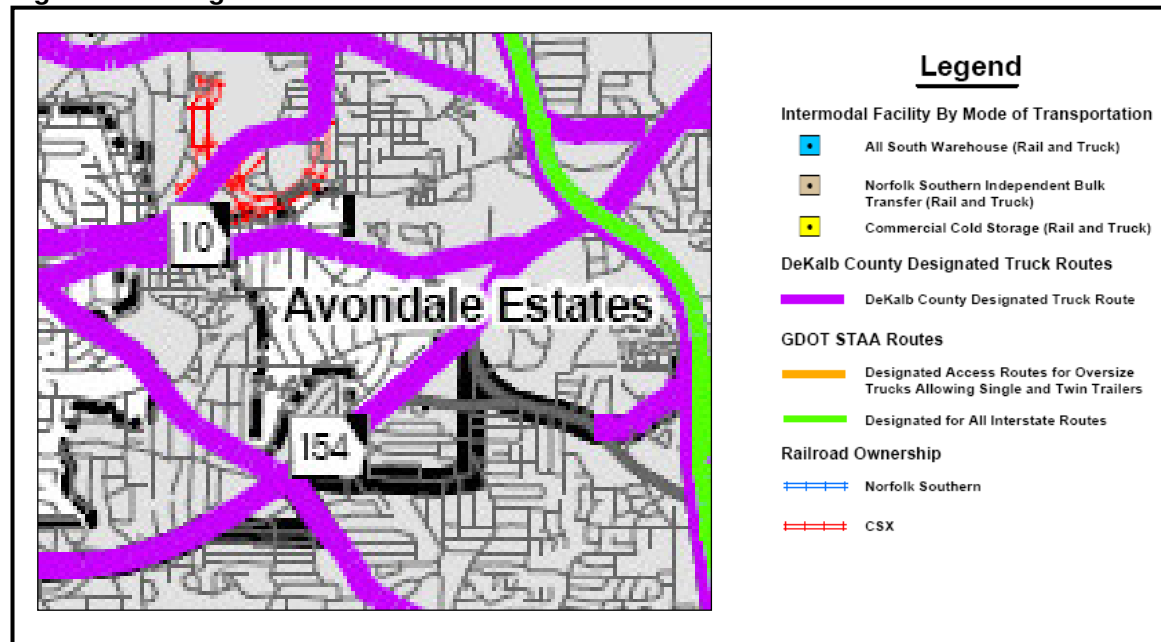 10
Avondale Estates
154
Legend
Intermodal Facility By Mode of Transportation
All South Warehouse (Rail and Truck)
Norfolk Southern Independent Bulk
Transfer (Rail and Truck)
Commercial Cold Storage (Rail and Truck)
DeKalb County Designated Truck Routes
DeKalb County Designated Truck Route
GDOT STAA Routes
Designated Access Routes for Oversize
Trucks Allowing Single and Twin Trailers
Designated for All Interstate Routes
Railroad Ownership
Norfolk Southern
CSX